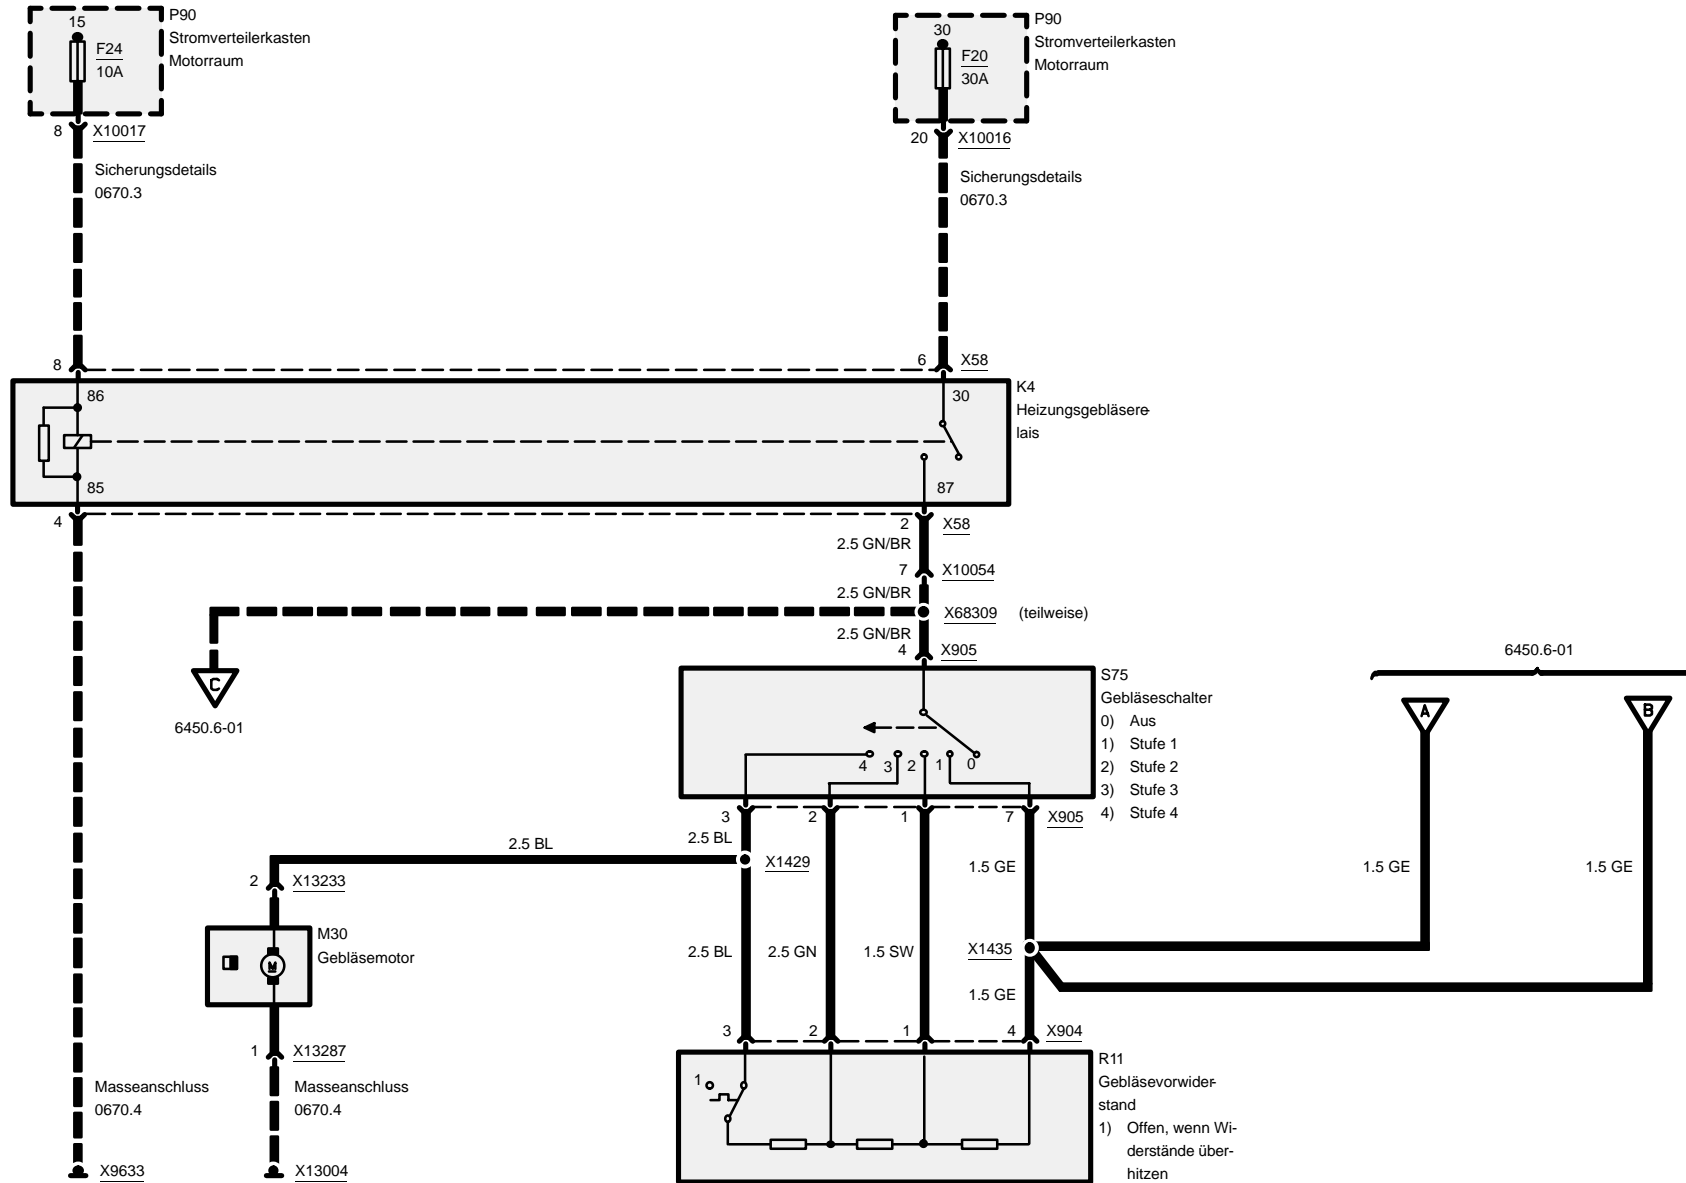 15
F24
10A
P90
Stromverteilerkasten
Motorraum
30
F20
30A
P90
Stromverteilerkasten
Motorraum
8
X10017
20
X10016
Sicherungsdetails
0670.3
Sicherungsdetails
0670.3
8
6
X58
86
30
K4
Heizungsgebläsere-
lais
85
87
4
2
X58
2.5 GN/BR
7
X10054
2.5 GN/BR
X68309
(teilweise)
2.5 GN/BR
4
X905
C
6450.6-01
S75
Gebläseschalter
0) Aus
1) Stufe 1
2) Stufe 2
3) Stufe 3
4) Stufe 4
4
3
2
1
0
6450.6-01
A
B
3
2
1
7
X905
2.5 BL
2.5 BL
X1429
1.5 GE
1.5 GE
1.5 GE
2
X13233
M30
Gebläsemotor
M
2.5 BL
2.5 GN
1.5 SW
X1435
1.5 GE
3
2
1
4
X904
1
X13287
R11
Gebläsevorwider-
stand
1) Offen, wenn Wi-
derstände über-
hitzen
1
Masseanschluss
0670.4
Masseanschluss
0670.4
X9633
X13004